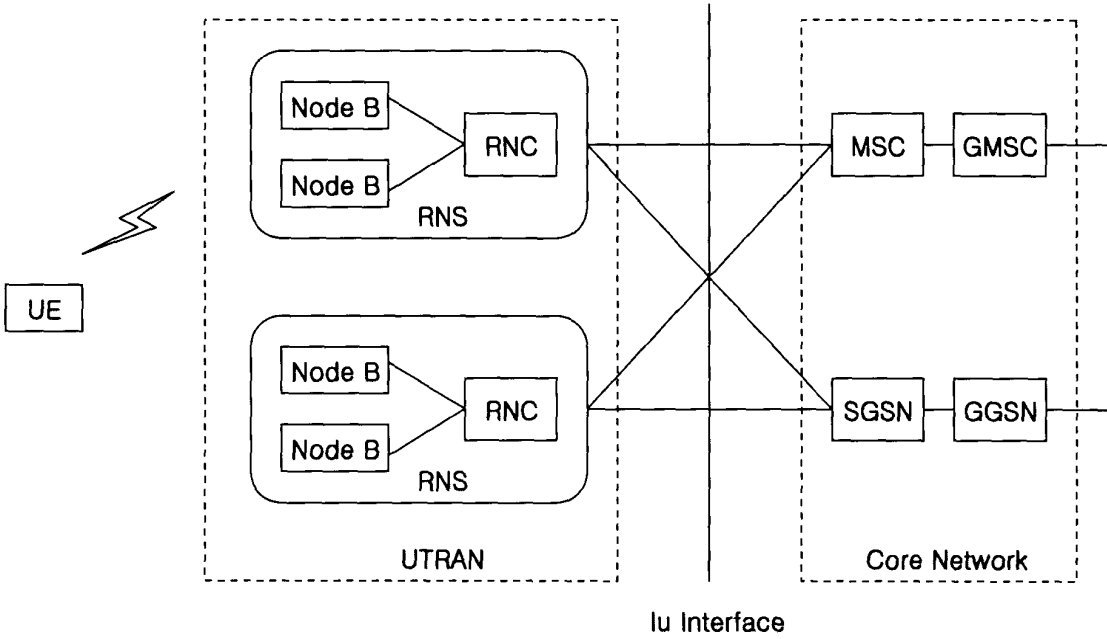 Node B
Node B
RNC
RNS
UE
Node B
Node B
RNC
RNS
UTRAN
MSC
GMSC
SGSN
GGSN
Core Network
Iu Interface